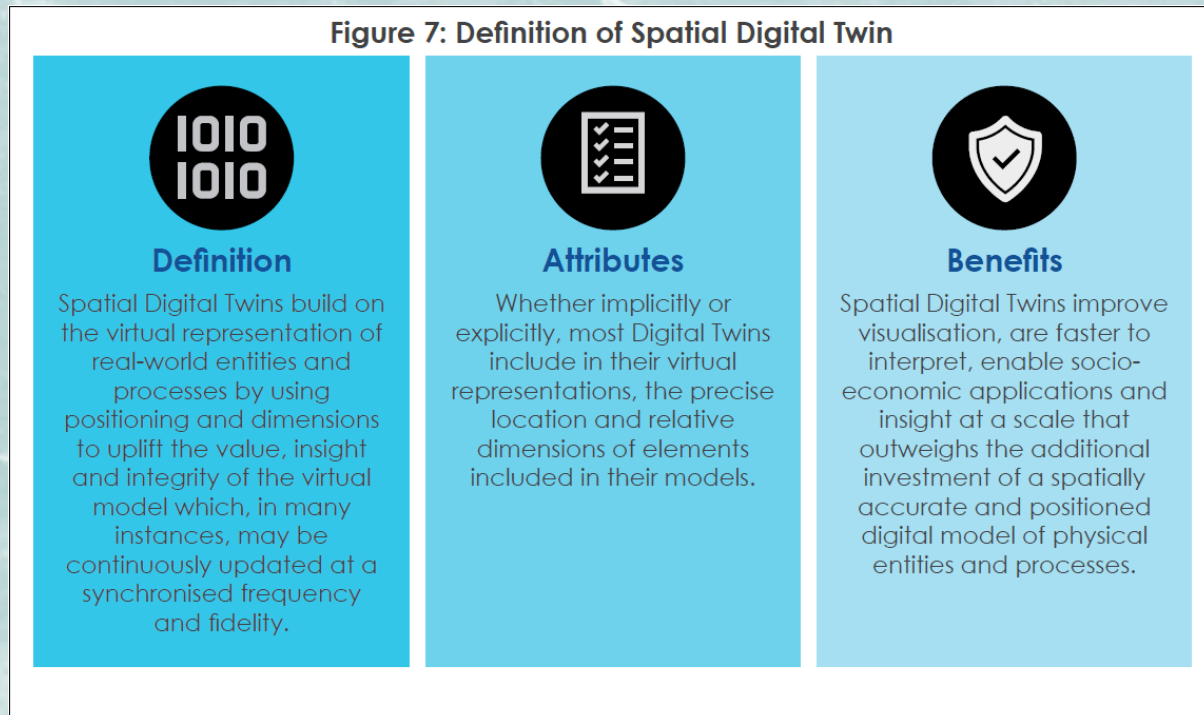 Figure 7: Definition of Spatial Digital Twin
1010
1010
Definition
Spatial Digital Twins build on
the virtual representation of
real-world entities and
processes by using
positioning and dimensions
to uplift the value, insight
and integrity of the virtual
model which, in many
instances, may be
continuously updated at a
synchronised frequency
and fidelity.
Attributes
Whether implicitly or
explicitly, most Digital Twins
include in their virtual
representations, the precise
location and relative
dimensions of elements
included in their models.
Benefits
Spatial Digital Twins improve
visualisation, are faster to
interpret, enable socio-
economic applications and
insight at a scale that
outweighs the additional
investment of a spatially
accurate and positioned
digital model of physical
entities and processes.